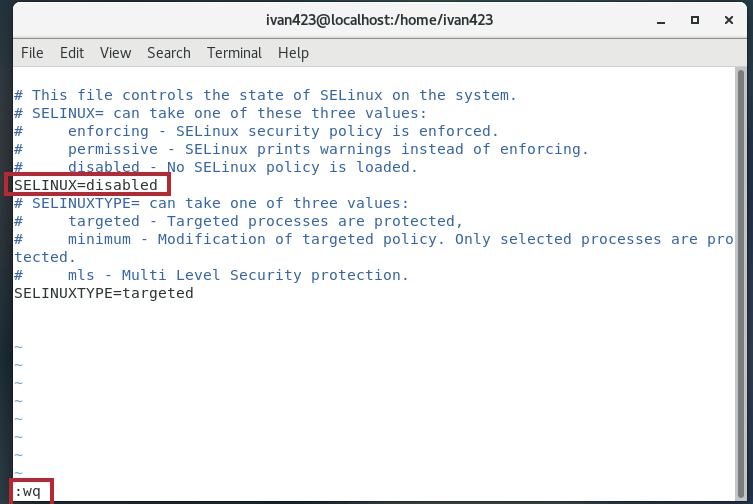 ivan423@localhost:/home/ivan423
File Edit View Search Terminal Help
# This file controls the state of SELinux on the system.
# SELINUX= can take one of these three values:
#     enforcing - SELinux security policy is enforced.
#     permissive - SELinux prints warnings instead of enforcing.
#     disabled - No SELinux policy is loaded.
SELINUX=disabled
# SELINUXTYPE= can take one of three values:
#     targeted - Targeted processes are protected,
#     minimum - Modification of targeted policy. Only selected processes are pro
tected.
#     mls - Multi Level Security protection.
SELINUXTYPE=targeted
~
~
~
~
~
~
~
~
:wq